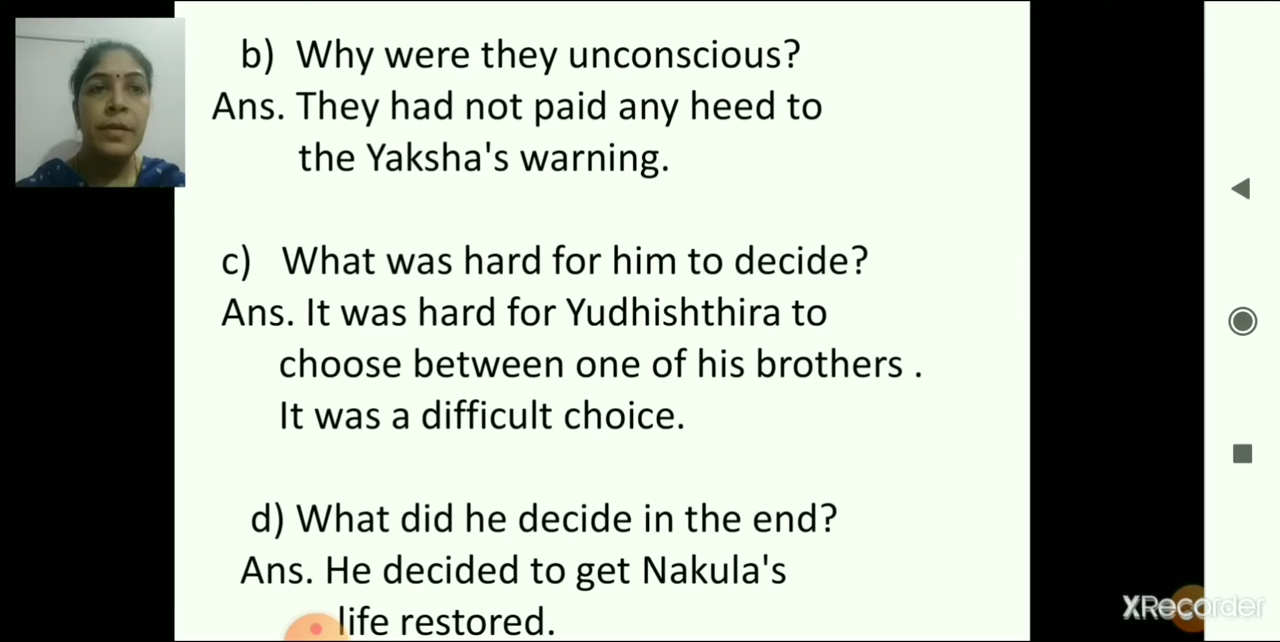 b) Why were they unconscious?
Ans. They had not paid any heed to
the Yaksha's warning.
c) What was hard for him to decide?
Ans. It was hard for Yudhishthira to
choose between one of his brothers .
It was a difficult choice.
d) What did he decide in the end?
Ans. He decided to get Nakula's
life restored.
XRecorder